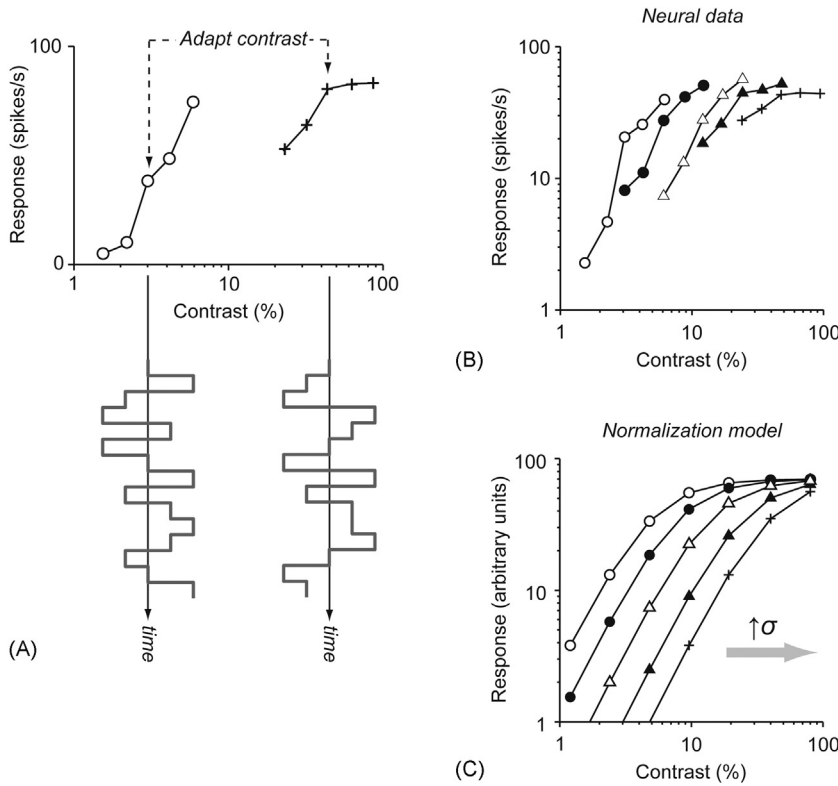 Adapt contrast
100
Response (spikes/s)
0
1
10
100
Contrast (%)
time
time
(A)
Neural data
100
Response (spikes/s)
10
1
1
10
100
Contrast (%)
(B)
Normalization model
100
Response (arbitrary units)
10
↑σ
1
1
10
100
Contrast (%)
(C)